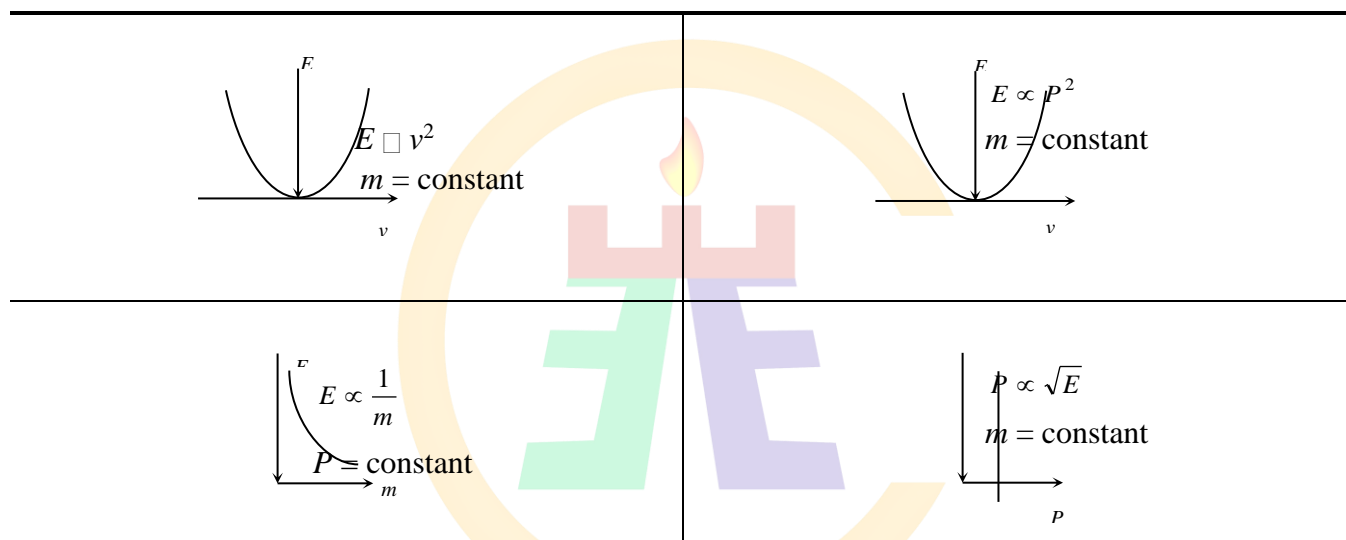 E
E □ v²
m = constant
v
E
E ∝ P²
m = constant
v
E ∝ 1/m
P = constant
m
P ∝ √E
m = constant
P